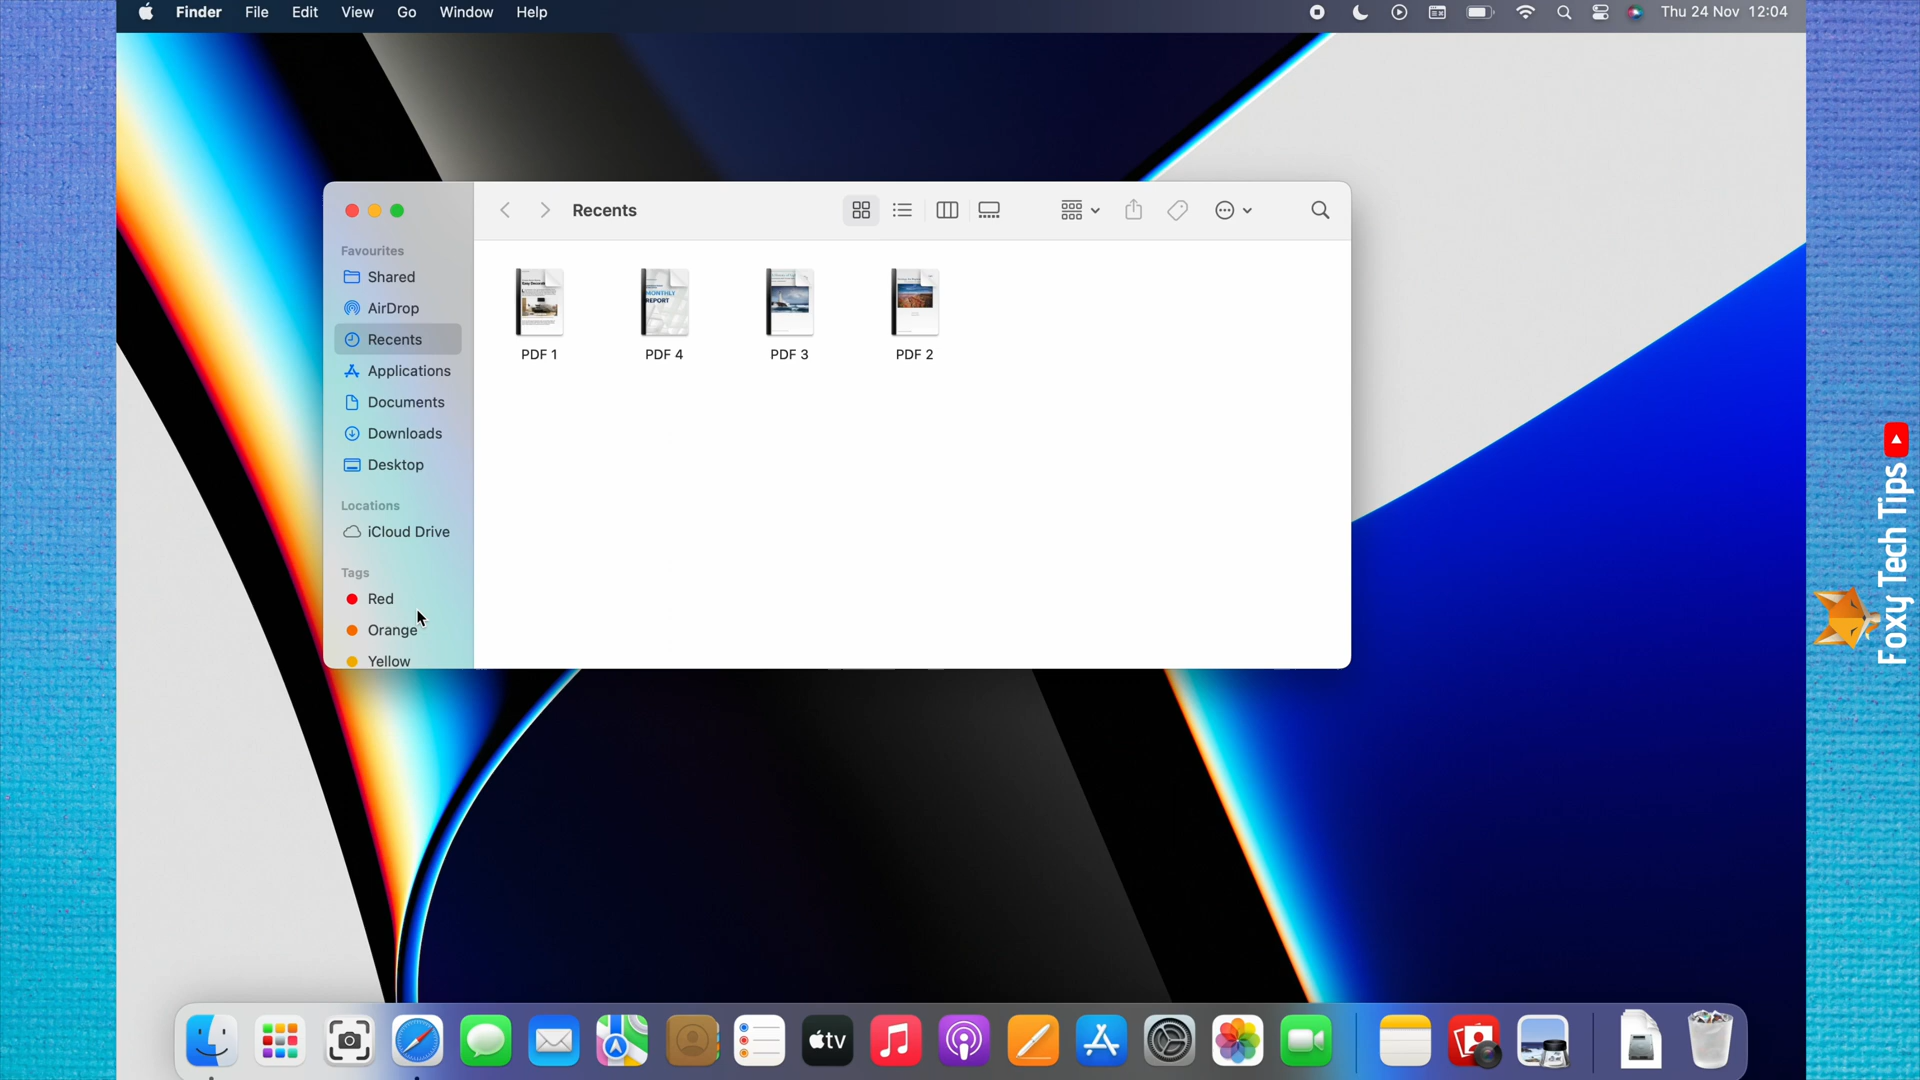 Finder File Edit View Go Window Help Thu 24 Nov 12:04
Recents
Favourites
Shared
AirDrop
Recents
Applications
Documents
Downloads
Desktop
Locations
iCloud Drive
Tags
Red
Orange
Yellow
PDF 1 PDF 4 PDF 3 PDF 2
MONTHLY
REPORT
tv
Foxy Tech Tips